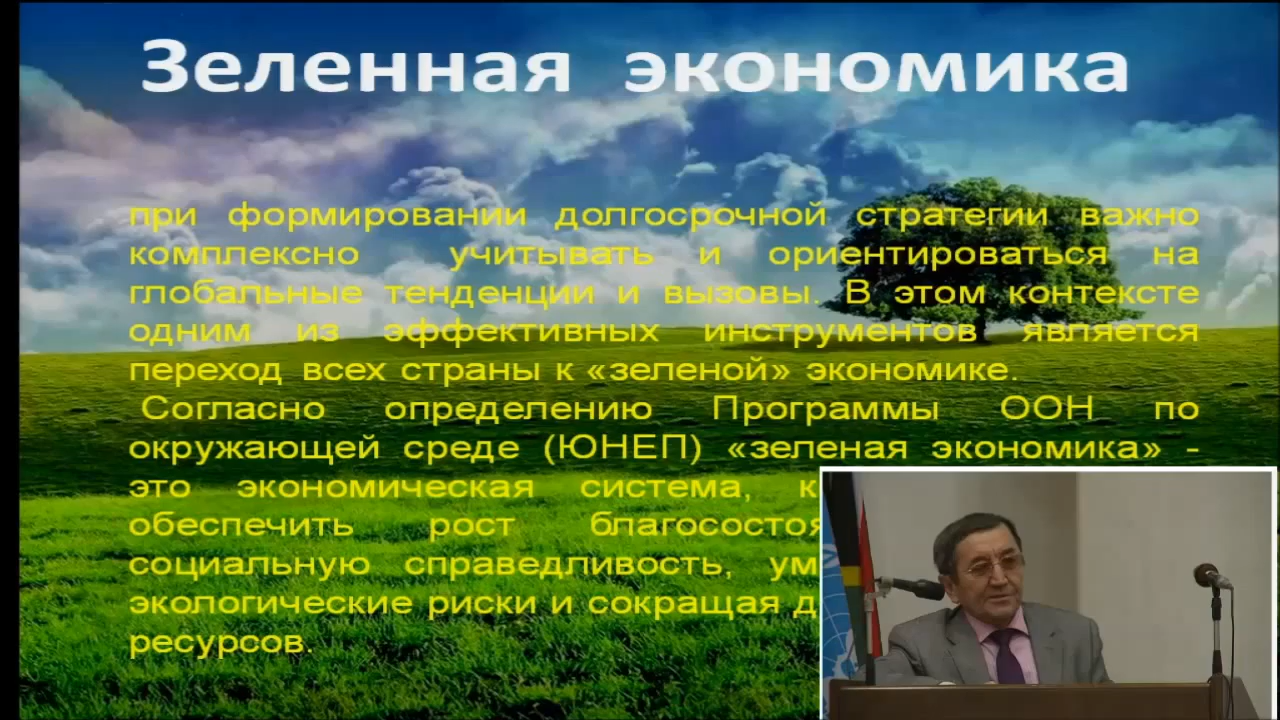 Зеленная экономика
при формировании долгосрочной стратегии важно
комплексно учитывать и ориентироваться на
глобальные тенденции и вызовы. В этом контексте
одним из эффективных инструментов является
переход всех страны к «зеленой» экономике.
Согласно определению Программы ООН по
окружающей среде (ЮНЕП) «зеленая экономика» -
это экономическая система,
обеспечить рост
социальную справедливость,
экологические риски и сокращая
ресурсов.